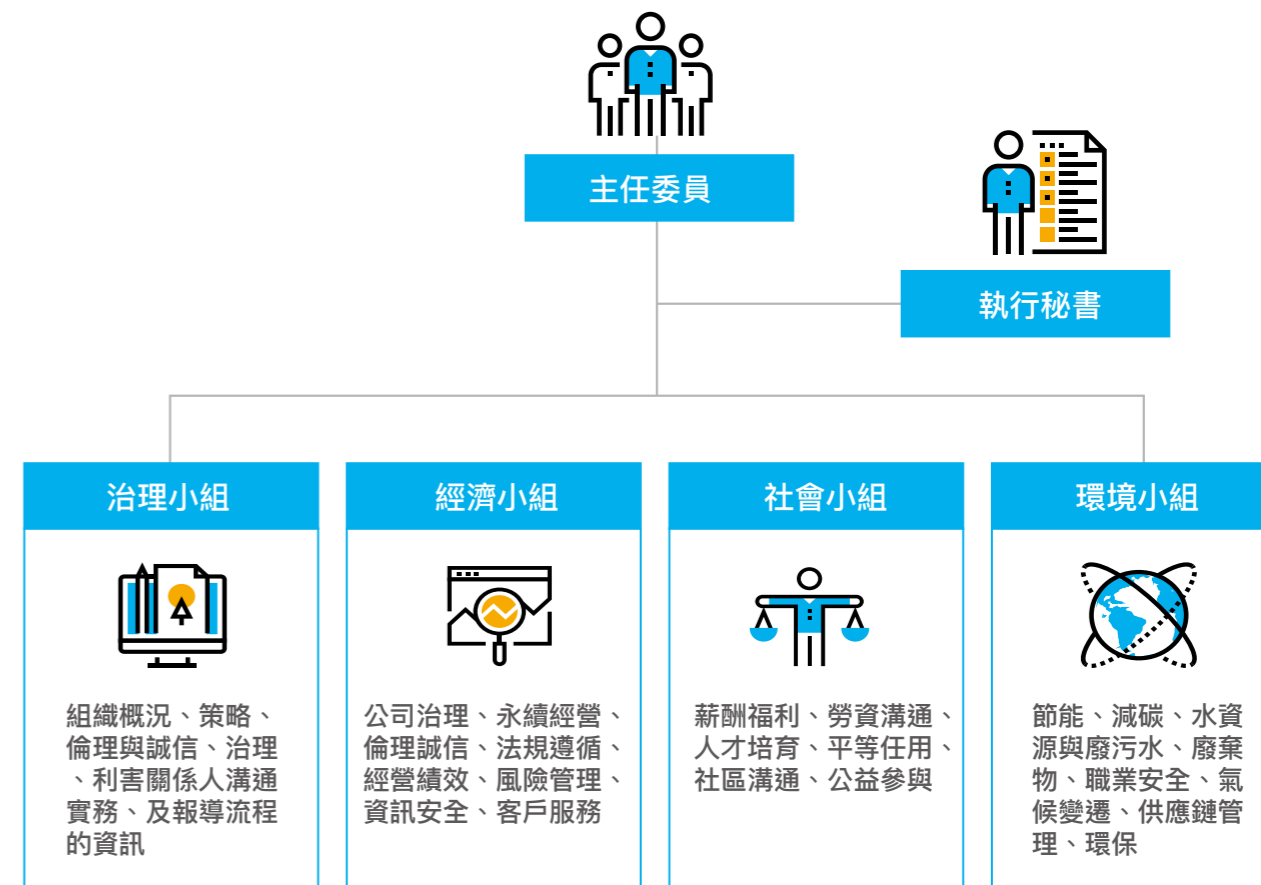 主任委員
執行秘書
治理小組
組織概況、策略、
倫理與誠信、治理
、利害關係人溝通
實務、及報導流程
的資訊
經濟小組
公司治理、永續經營、
倫理誠信、法規遵循、
經營績效、風險管理、
資訊安全、客戶服務
社會小組
薪酬福利、勞資溝通、
人才培育、平等任用、
社區溝通、公益參與
環境小組
節能、減碳、水資
源與廢污水、廢棄
物、職業安全、氣
候變遷、供應鏈管
理、環保